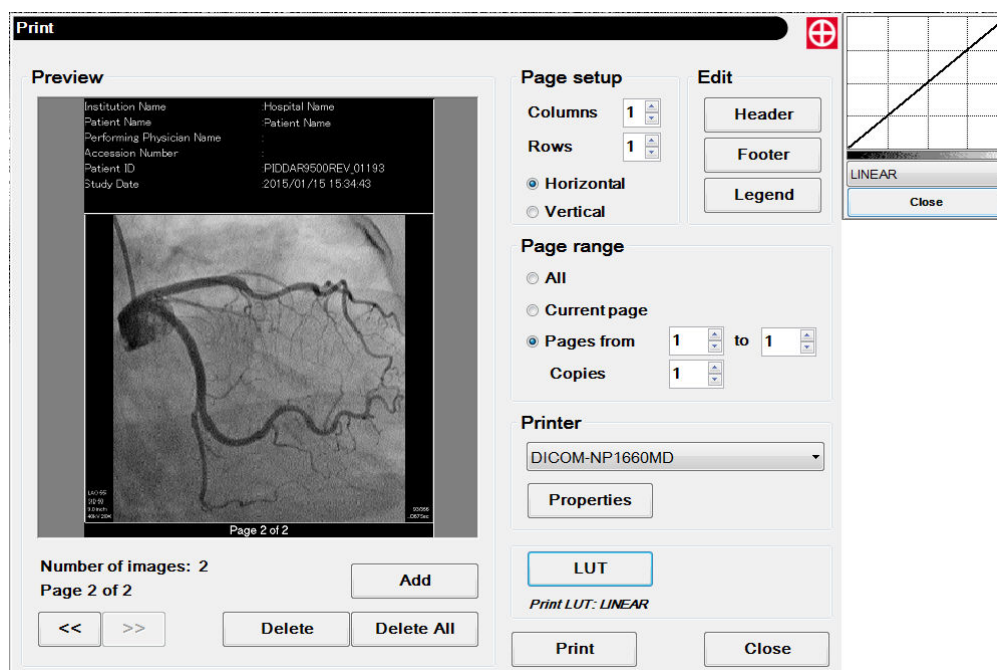 Print
Preview
Institution Name :Hospital Name
Patient Name :Patient Name
Performing Physician Name :
Accession Number :
Patient ID :PIDDAR9500REV_01193
Study Date :2015/01/15 15:34:43
Page 2 of 2
Number of images: 2
Page 2 of 2
Add
<<
>>
Delete
Delete All
Page setup
Columns 1
Rows 1
Horizontal
Vertical
Edit
Header
Footer
Legend
Page range
All
Current page
Pages from 1 to 1
Copies 1
Printer
DICOM-NP1660MD
Properties
LUT
Print LUT: LINEAR
Print
Close
LINEAR
Close